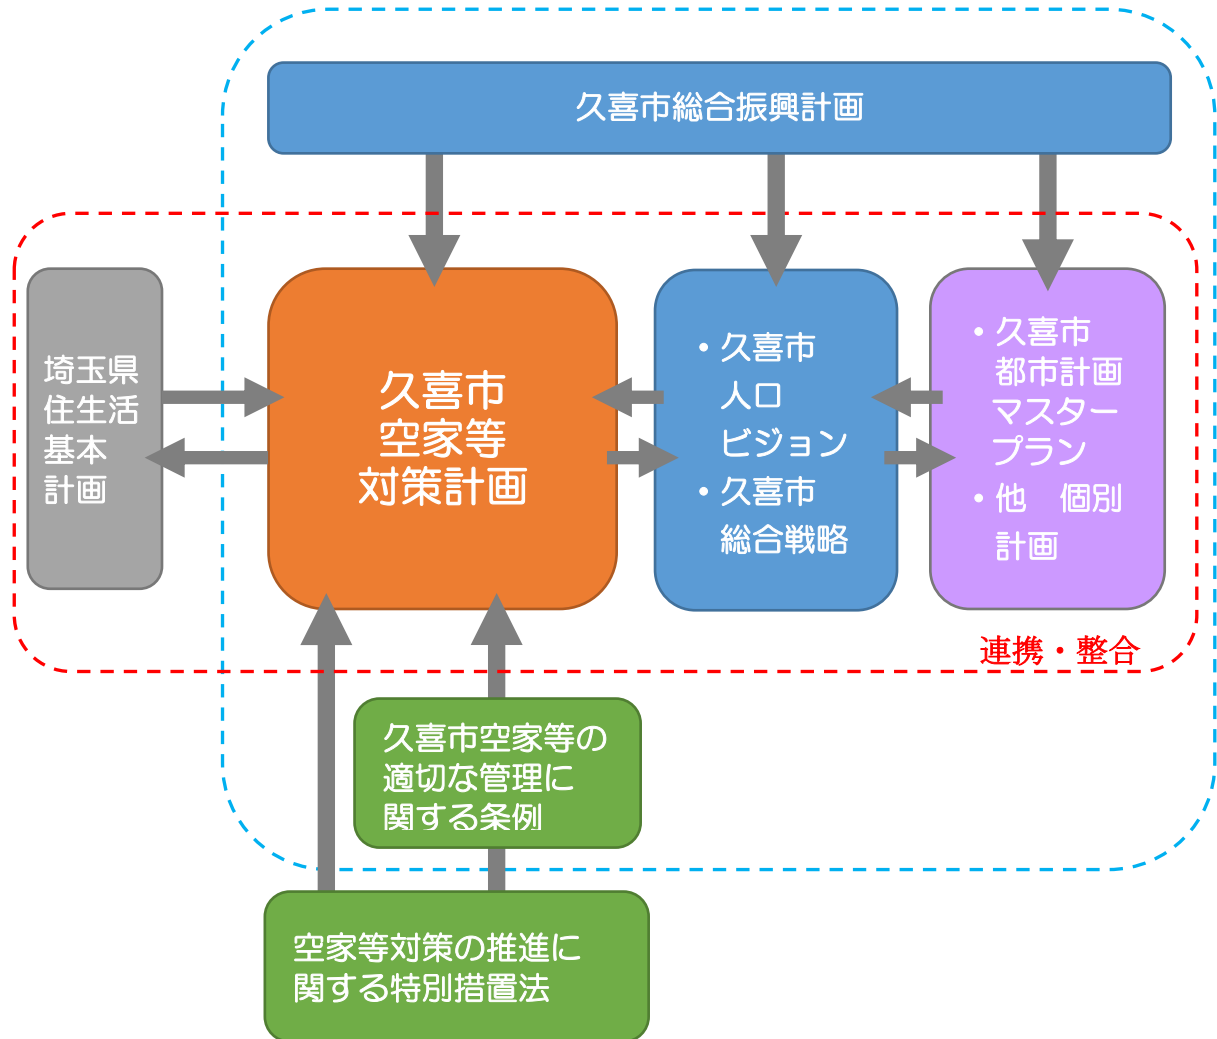 久喜市総合振興計画
埼玉県
住生活
基本
計画
久喜市
空家等
対策計画
・久喜市
人口
ビジョン
・久喜市
総合戦略
・久喜市
都市計画
マスター
プラン
・他　個別
計画
連携・整合
久喜市空家等の
適切な管理に
関する条例
空家等対策の推進に
関する特別措置法